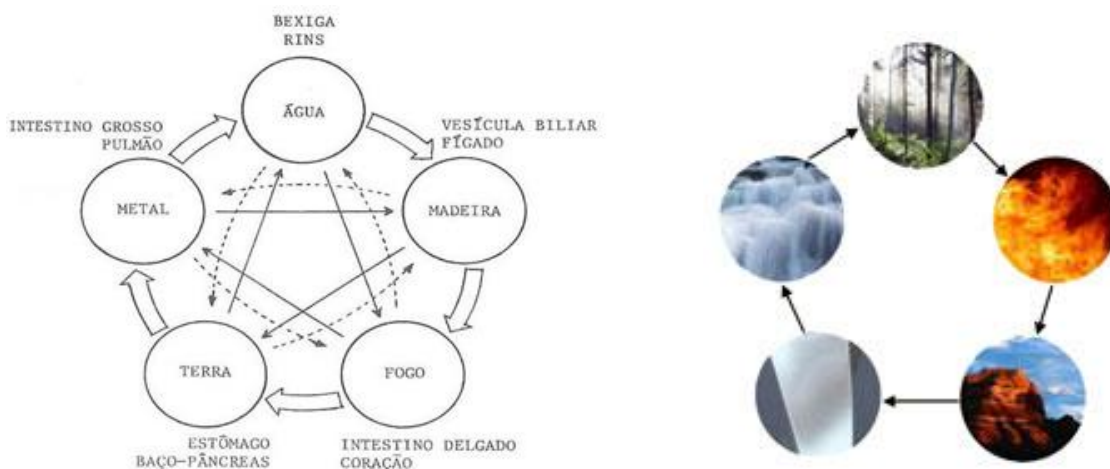 BEXIGA
RINS
ÁGUA
INTESTINO GROSSO
PULMÃO
VESÍCULA BILIAR
FÍGADO
METAL
MADEIRA
TERRA
FOGO
ESTÔMAGO
BAÇO-PÂNCREAS
INTESTINO DELGADO
CORAÇÃO